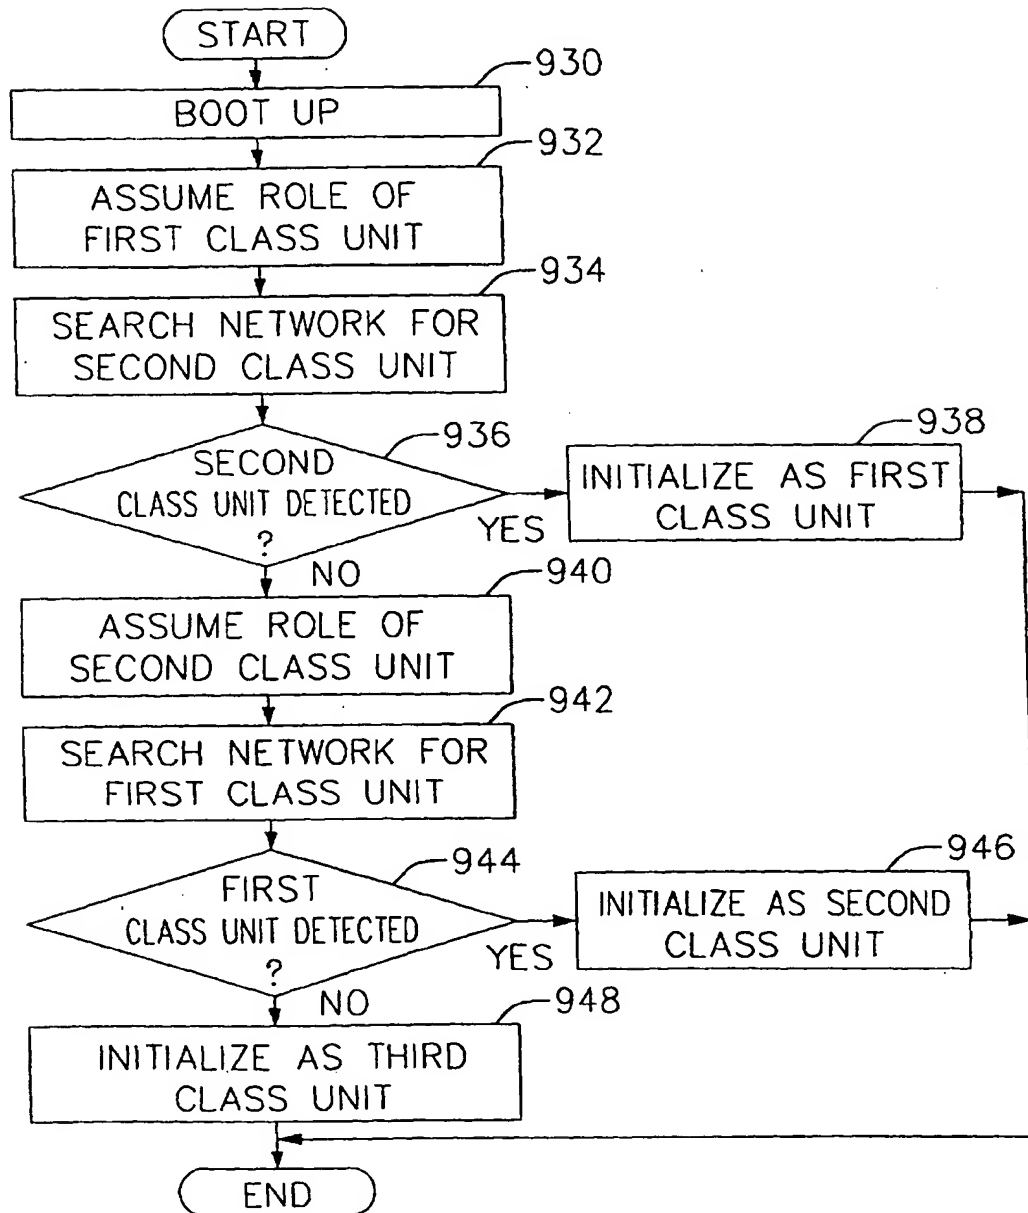 START
930
BOOT UP
932
ASSUME ROLE OF
FIRST CLASS UNIT
934
SEARCH NETWORK FOR
SECOND CLASS UNIT
936
SECOND
CLASS UNIT DETECTED
?
YES
NO
938
INITIALIZE AS FIRST
CLASS UNIT
940
ASSUME ROLE OF
SECOND CLASS UNIT
942
SEARCH NETWORK FOR
FIRST CLASS UNIT
944
FIRST
CLASS UNIT DETECTED
?
YES
NO
946
INITIALIZE AS SECOND
CLASS UNIT
948
INITIALIZE AS THIRD
CLASS UNIT
END